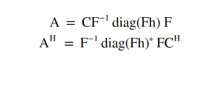 A = CF⁻¹ diag(Fh) F
Aᴴ = F⁻¹ diag(Fh)* FCᴴ